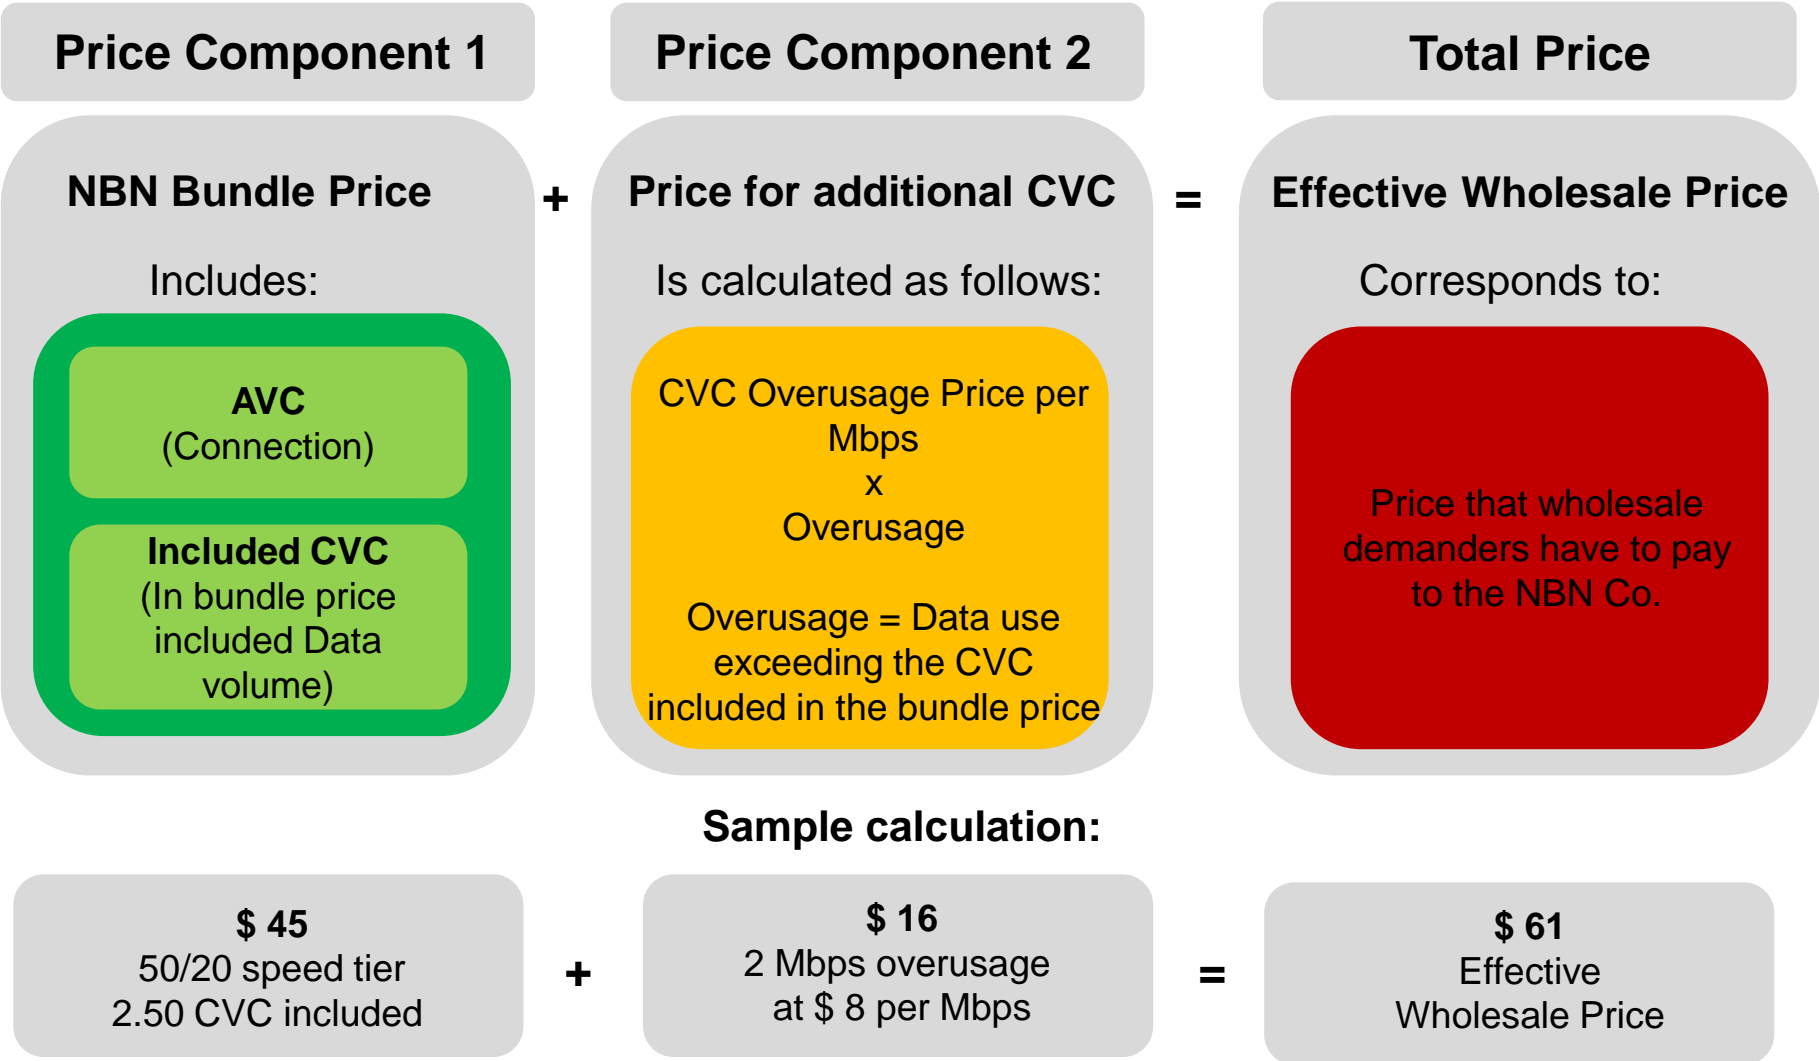 Price Component 1
Price Component 2
Total Price
NBN Bundle Price
+
Price for additional CVC
=
Effective Wholesale Price
Includes:
Is calculated as follows:
Corresponds to:
AVC
(Connection)
Included CVC
(In bundle price
included Data
volume)
CVC Overusage Price per
Mbps
x
Overusage
Overusage = Data use
exceeding the CVC
included in the bundle price
Price that wholesale
demanders have to pay
to the NBN Co.
Sample calculation:
$ 45
50/20 speed tier
2.50 CVC included
+
$ 16
2 Mbps overusage
at $ 8 per Mbps
=
$ 61
Effective
Wholesale Price